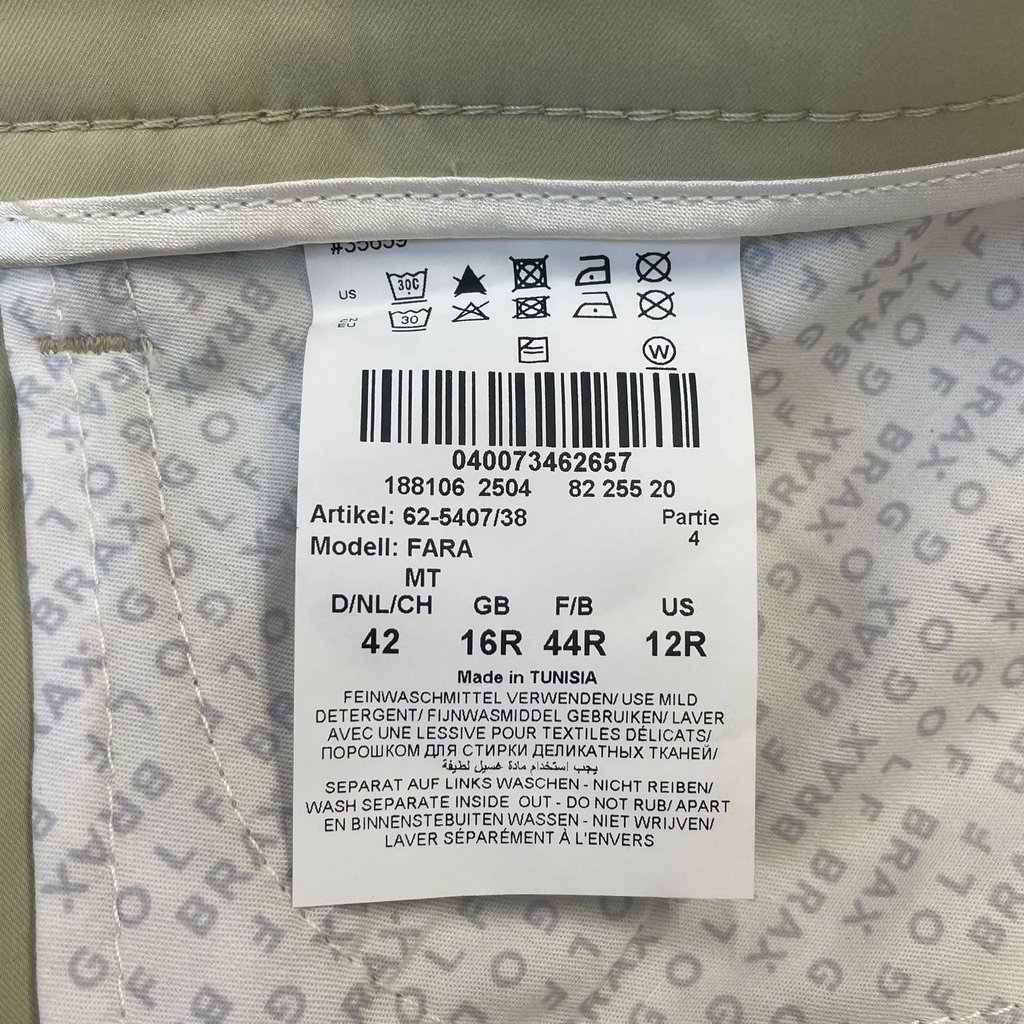 #35659
US
30C
CN
EU
30
W
040073462657
188106 2504 82 255 20
Artikel: 62-5407/38 Partie
4
Modell: FARA
MT
D/NL/CH GB F/B US
42 16R 44R 12R
Made in TUNISIA
FEINWASCHMITTEL VERWENDEN/ USE MILD
DETERGENT/ FIJNWASMIDDEL GEBRUIKEN/ LAVER
AVEC UNE LESSIVE POUR TEXTILES DÉLICATS/
ПОРОШКОМ ДЛЯ СТИРКИ ДЕЛИКАТНЫХ ТКАНЕЙ/
يجب استخدام مادة غسيل لطيفة
SEPARAT AUF LINKS WASCHEN - NICHT REIBEN/
WASH SEPARATE INSIDE OUT - DO NOT RUB/ APART
EN BINNENSTEBUITEN WASSEN - NIET WRIJVEN/
LAVER SÉPARÉMENT À L'ENVERS
BRAX GOLF